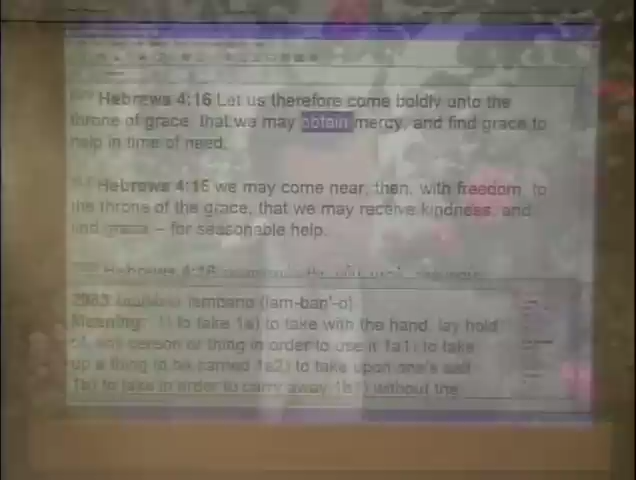 Hebrews 4:16 Let us therefore come boldly unto the
throne of grace, that we may obtain mercy, and find grace to
help in time of need.
Hebrews 4:16 we may come near, then, with freedom, to
the throne of the grace, that we may receive kindness, and
find grace -- for seasonable help.
Hebrews 4:16
2983 lambano (lam-ban'-o)
Meaning: 1) to take 1a) to take with the hand, lay hold
of, any person or thing in order to use it 1a1) to take
up a thing to be carried 1a2) to take upon one's self
1b) to take in order to carry away 1b1) without the